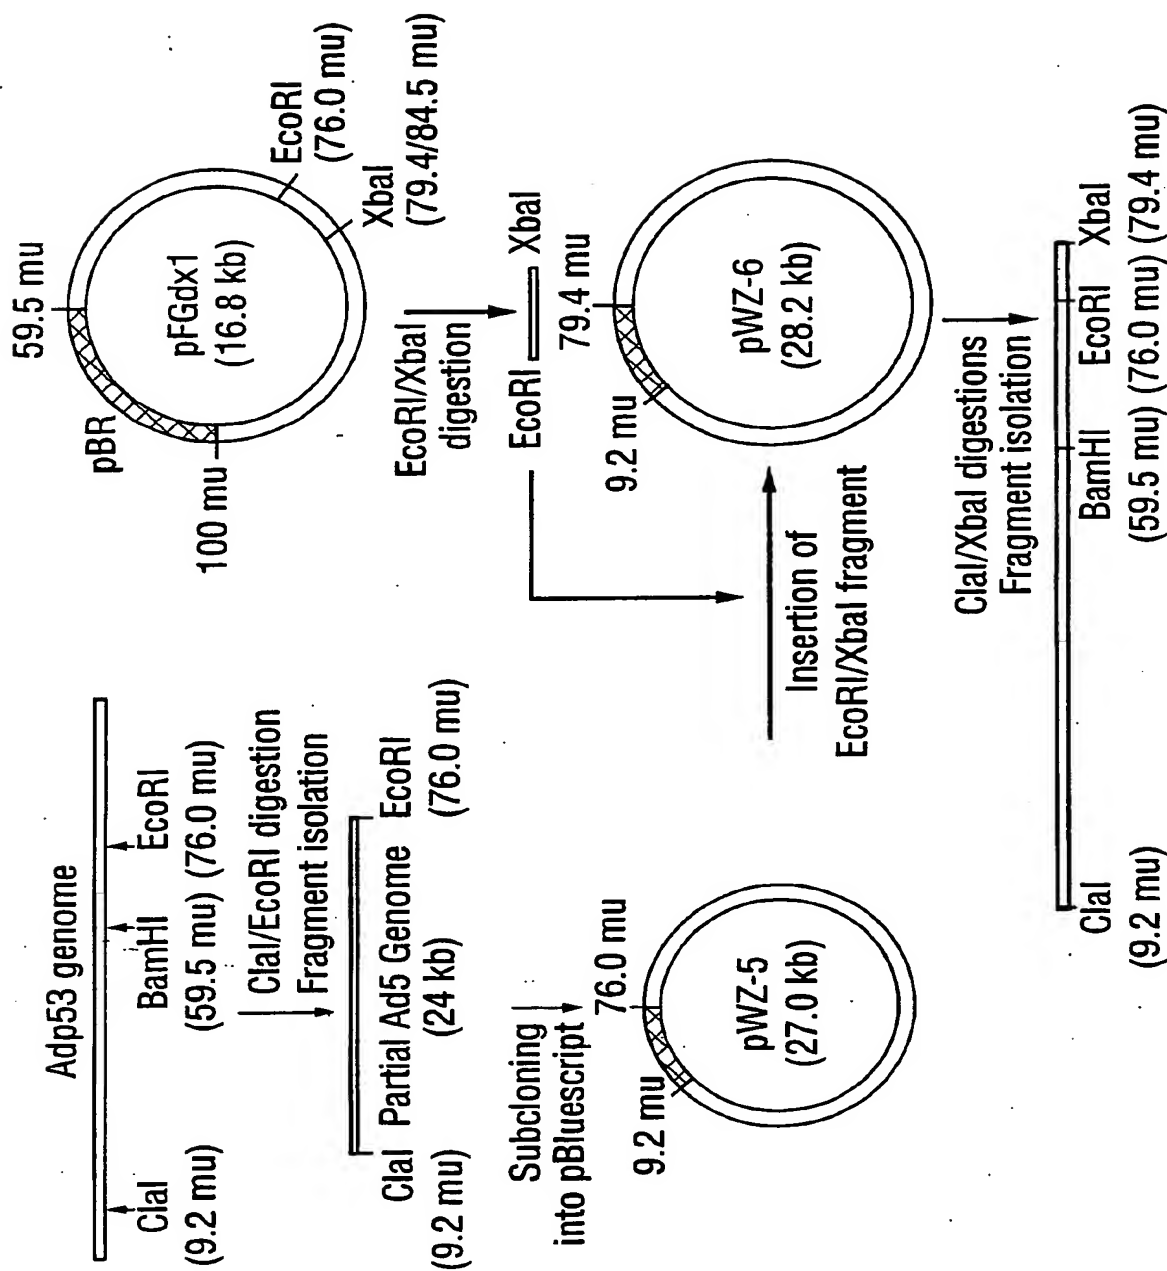 Adp53 genome
ClaI
(9.2 mu)
BamHI
(59.5 mu)
EcoRI
(76.0 mu)
ClaI/EcoRI digestion
Fragment isolation
ClaI
(9.2 mu)
Partial Ad5 Genome
(24 kb)
EcoRI
(76.0 mu)
Subcloning
into pBluescript
76.0 mu
9.2 mu
pWZ-5
(27.0 kb)
59.5 mu
pBR
100 mu
pFGdx1
(16.8 kb)
EcoRI
(76.0 mu)
XbaI
(79.4/84.5 mu)
EcoRI/XbaI
digestion
EcoRI
XbaI
Insertion of
EcoRI/XbaI fragment
79.4 mu
9.2 mu
pWZ-6
(28.2 kb)
ClaI/XbaI digestions
Fragment isolation
ClaI
(9.2 mu)
BamHI
(59.5 mu)
EcoRI
(76.0 mu)
XbaI
(79.4 mu)